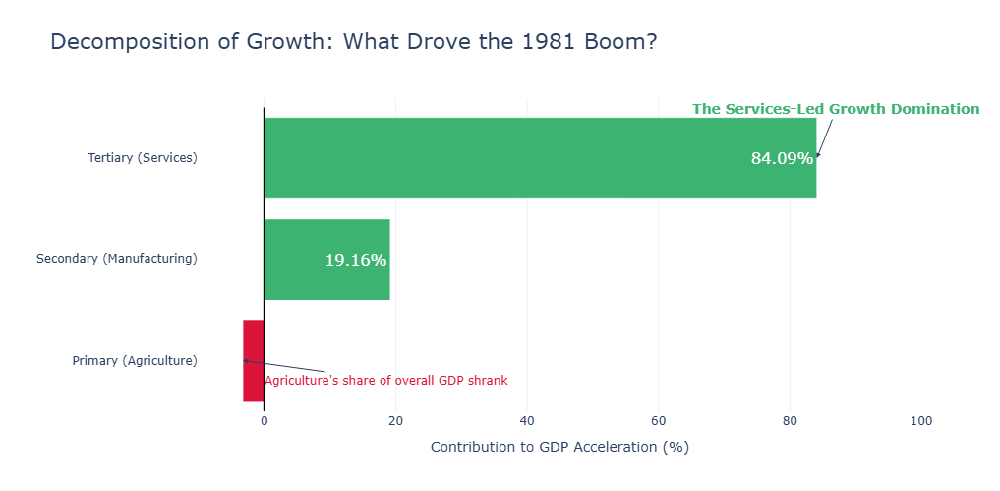 Decomposition of Growth: What Drove the 1981 Boom?
The Services-Led Growth Domination
Tertiary (Services)
84.09%
Secondary (Manufacturing)
19.16%
Primary (Agriculture)
Agriculture's share of overall GDP shrank
0 20 40 60 80 100
Contribution to GDP Acceleration (%)